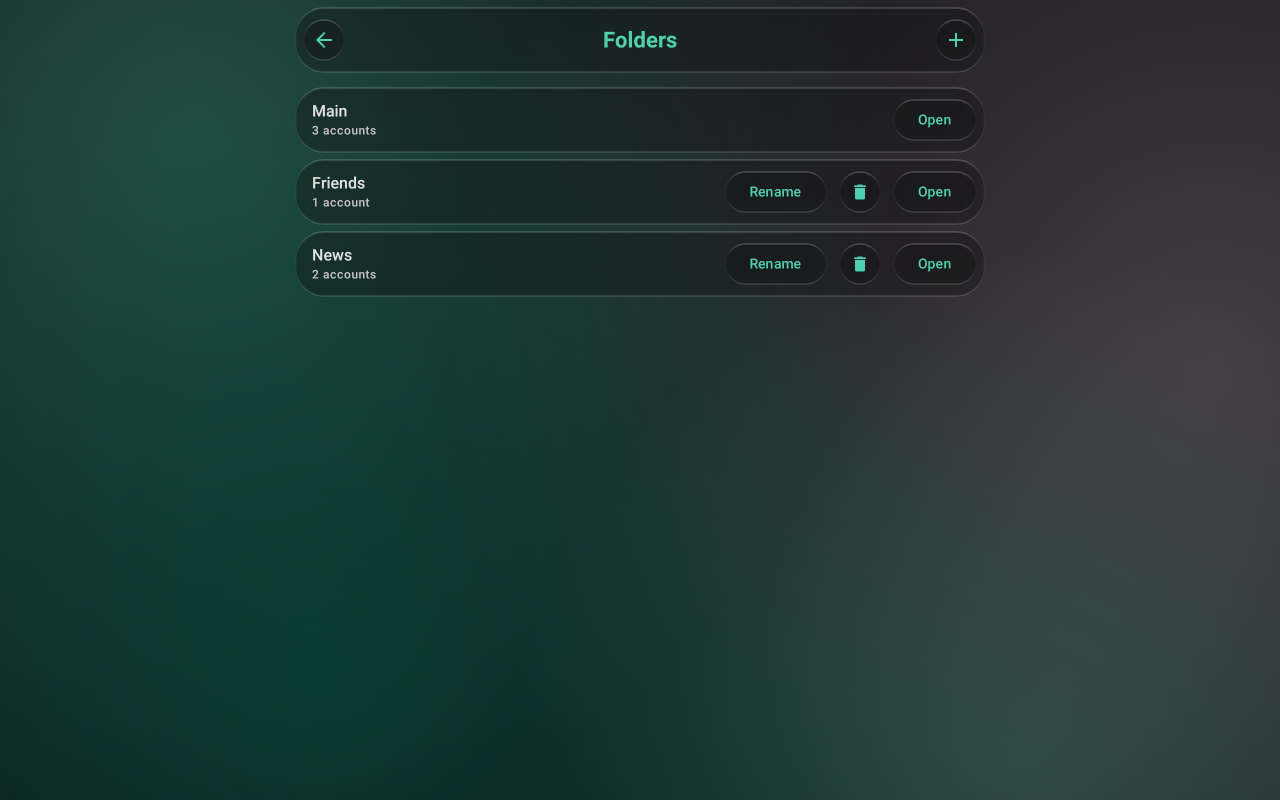 Folders
Main
3 accounts
Open
Friends
1 account
Rename
Open
News
2 accounts
Rename
Open